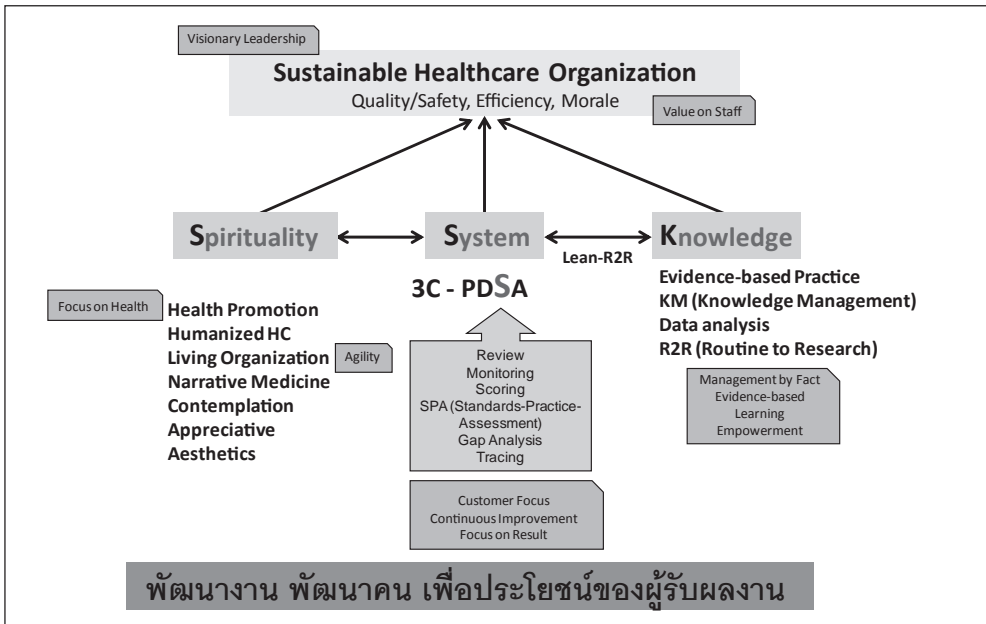 Visionary Leadership
Sustainable Healthcare Organization
Quality/Safety, Efficiency, Morale
Value on Staff
Spirituality
System
Knowledge
Lean-R2R
3C - PDSA
Evidence-based Practice
KM (Knowledge Management)
Data analysis
R2R (Routine to Research)
Focus on Health
Health Promotion
Humanized HC
Living Organization
Narrative Medicine
Contemplation
Appreciative
Aesthetics
Agility
Review
Monitoring
Scoring
SPA (Standards-Practice-
Assessment)
Gap Analysis
Tracing
Management by Fact
Evidence-based
Learning
Empowerment
Customer Focus
Continuous Improvement
Focus on Result
พัฒนางาน พัฒนาคน เพื่อประโยชน์ของผู้รับผลงาน